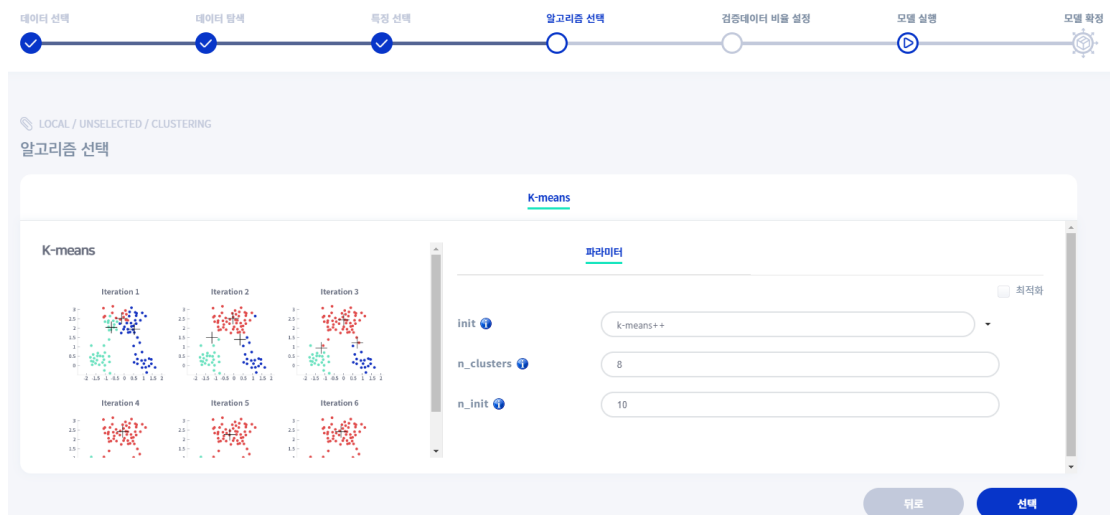 데이터 선택 데이터 탐색 특징 선택 알고리즘 선택 검증데이터 비율 설정 모델 실행 모델 확정
LOCAL / UNSELECTED / CLUSTERING
알고리즘 선택
K-means
K-means
파라미터
최적화
Iteration 1 Iteration 2 Iteration 3
init k-means++
n_clusters 8
n_init 10
Iteration 4 Iteration 5 Iteration 6
뒤로 선택